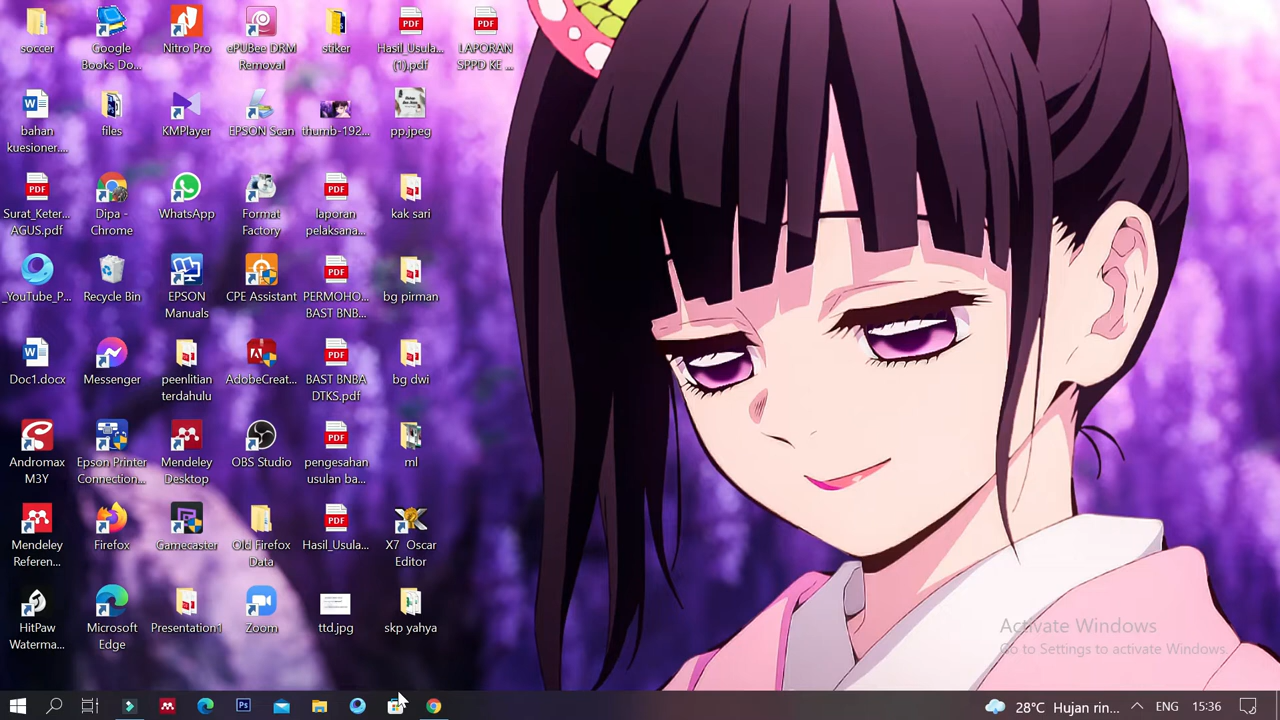 soccer
Google
Books Do...
Nitro Pro
ePUBee DRM
Removal
stiker
Hasil_Usula...
(1).pdf
LAPORAN
SPPD KE ...
bahan
kuesioner....
files
KMPlayer
EPSON Scan
thumb-192...
pp.jpeg
Surat_Keter...
AGUS.pdf
Dipa -
Chrome
WhatsApp
Format
Factory
laporan
pelaksana...
kak sari
_YouTube_P...
Recycle Bin
EPSON
Manuals
CPE Assistant
PERMOHO...
BAST BNB...
bg pirman
Doc1.docx
Messenger
peenlitian
terdahulu
AdobeCreat...
BAST BNBA
DTKS.pdf
bg dwi
Andromax
M3Y
Epson Printer
Connection...
Mendeley
Desktop
OBS Studio
pengesahan
usulan ba...
ml
Mendeley
Referen...
Firefox
Gamecaster
Old Firefox
Data
Hasil_Usula...
X7 Oscar
Editor
HitPaw
Waterma...
Microsoft
Edge
Presentation1
Zoom
ttd.jpg
skp yahya
Activate Windows
Go to Settings to activate Windows.
28°C Hujan rin...
ENG
15:36